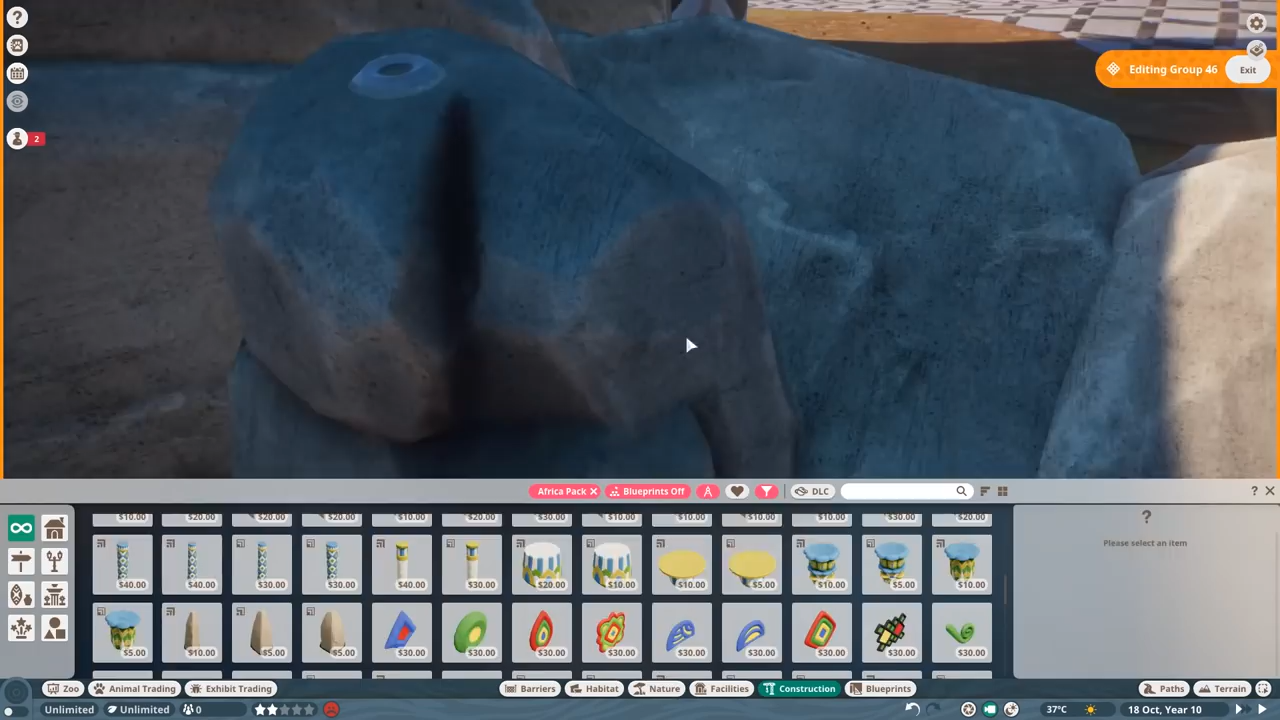 ?
2
Editing Group 46
Exit
Africa Pack
Blueprints Off
DLC
?
$10.00 $20.00 $20.00 $20.00 $10.00 $20.00 $30.00 $10.00 $10.00 $10.00 $10.00 $30.00 $20.00
$40.00 $40.00 $30.00 $30.00 $40.00 $30.00 $20.00 $10.00 $10.00 $5.00 $10.00 $5.00 $10.00
$5.00 $10.00 $5.00 $5.00 $30.00 $30.00 $30.00 $30.00 $30.00 $30.00 $30.00 $30.00 $30.00
?
Please select an item
Zoo
Animal Trading
Exhibit Trading
Barriers
Habitat
Nature
Facilities
Construction
Blueprints
Paths
Terrain
Unlimited
Unlimited
0
37°C
18 Oct, Year 10